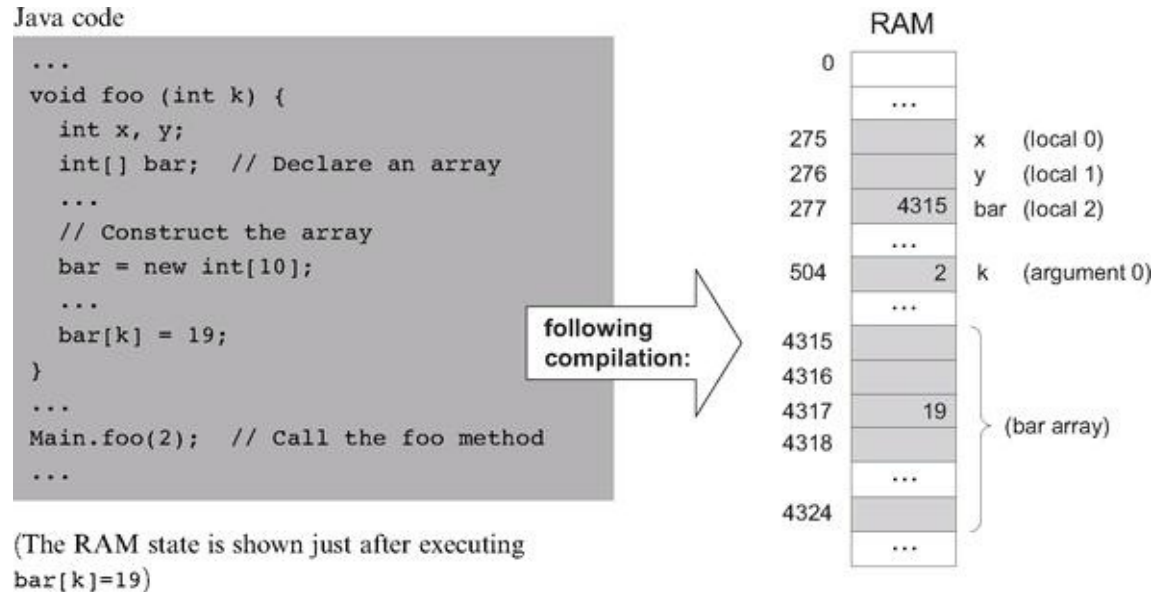 Java code
...
void foo (int k) {
int x, y;
int[] bar;  // Declare an array
...
// Construct the array
bar = new int[10];
...
bar[k] = 19;
}
...
Main.foo(2);  // Call the foo method
...
(The RAM state is shown just after executing
bar[k]=19)
following
compilation:
RAM
0
...
275 x (local 0)
276 y (local 1)
277 4315 bar (local 2)
...
504 2 k (argument 0)
...
4315
4316
4317 19
(bar array)
4318
...
4324
...